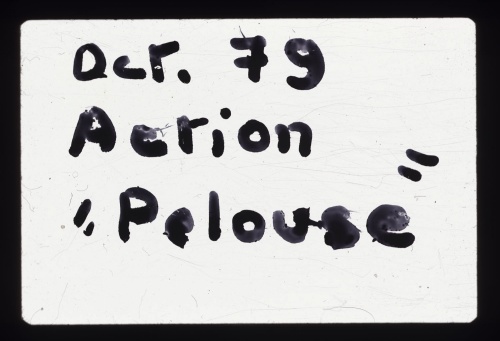 Oct. 79
Action
"Pelouse"